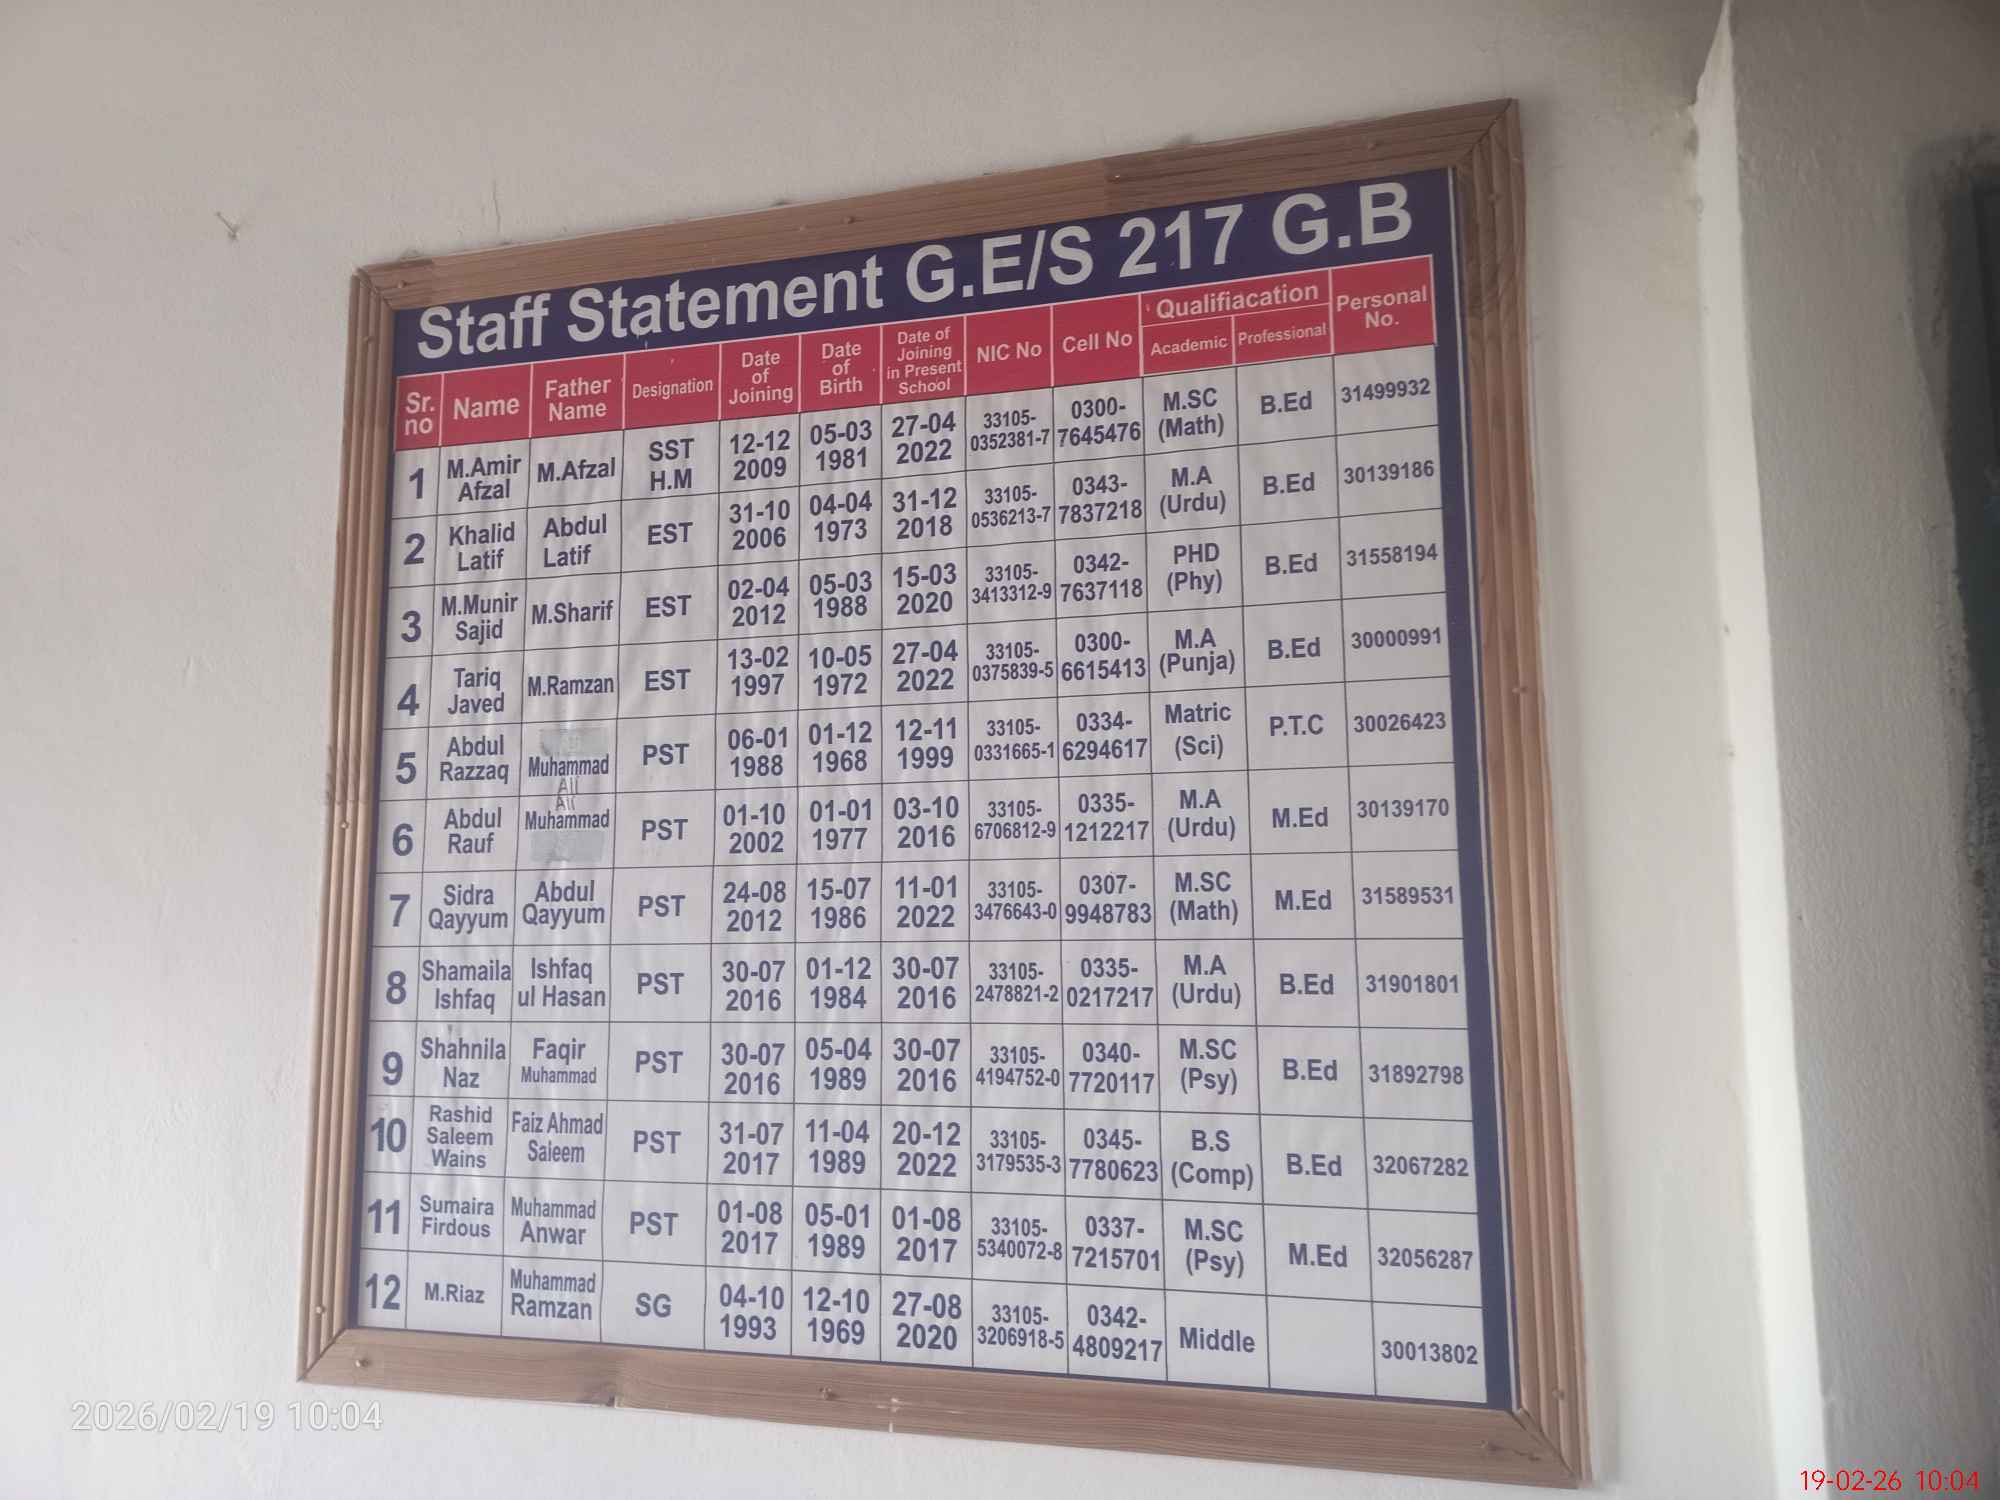 Staff Statement G.E/S 217 G.B
Sr. no | Name | Father Name | Designation | Date of Joining | Date of Birth | Date of Joining in Present School | NIC No | Cell No | Qualifiacation | Personal No.
Academic | Professional
1 | M.Amir Afzal | M.Afzal | SST H.M | 12-12 2009 | 05-03 1981 | 27-04 2022 | 33105-0352381-7 | 0300-7645476 | M.SC (Math) | B.Ed | 31499932
2 | Khalid Latif | Abdul Latif | EST | 31-10 2006 | 04-04 1973 | 31-12 2018 | 33105-0536213-7 | 0343-7837218 | M.A (Urdu) | B.Ed | 30139186
3 | M.Munir Sajid | M.Sharif | EST | 02-04 2012 | 05-03 1988 | 15-03 2020 | 33105-3413312-9 | 0342-7637118 | PHD (Phy) | B.Ed | 31558194
4 | Tariq Javed | M.Ramzan | EST | 13-02 1997 | 10-05 1972 | 27-04 2022 | 33105-0375839-5 | 0300-6615413 | M.A (Punja) | B.Ed | 30000991
5 | Abdul Razzaq | Muhammad Ali | PST | 06-01 1988 | 01-12 1968 | 12-11 1999 | 33105-0331665-1 | 0334-6294617 | Matric (Sci) | P.T.C | 30026423
6 | Abdul Rauf | Ali Muhammad | PST | 01-10 2002 | 01-01 1977 | 03-10 2016 | 33105-6706812-9 | 0335-1212217 | M.A (Urdu) | M.Ed | 30139170
7 | Sidra Qayyum | Abdul Qayyum | PST | 24-08 2012 | 15-07 1986 | 11-01 2022 | 33105-3476643-0 | 0307-9948783 | M.SC (Math) | M.Ed | 31589531
8 | Shamaila Ishfaq | Ishfaq ul Hasan | PST | 30-07 2016 | 01-12 1984 | 30-07 2016 | 33105-2478821-2 | 0335-0217217 | M.A (Urdu) | B.Ed | 31901801
9 | Shahnila Naz | Faqir Muhammad | PST | 30-07 2016 | 05-04 1989 | 30-07 2016 | 33105-4194752-0 | 0340-7720117 | M.SC (Psy) | B.Ed | 31892798
10 | Rashid Saleem Wains | Faiz Ahmad Saleem | PST | 31-07 2017 | 11-04 1989 | 20-12 2022 | 33105-3179535-3 | 0345-7780623 | B.S (Comp) | B.Ed | 32067282
11 | Sumaira Firdous | Muhammad Anwar | PST | 01-08 2017 | 05-01 1989 | 01-08 2017 | 33105-5340072-8 | 0337-7215701 | M.SC (Psy) | M.Ed | 32056287
12 | M.Riaz | Muhammad Ramzan | SG | 04-10 1993 | 12-10 1969 | 27-08 2020 | 33105-3206918-5 | 0342-4809217 | Middle | | 30013802
2026/02/19 10:04
19-02-26 10:04